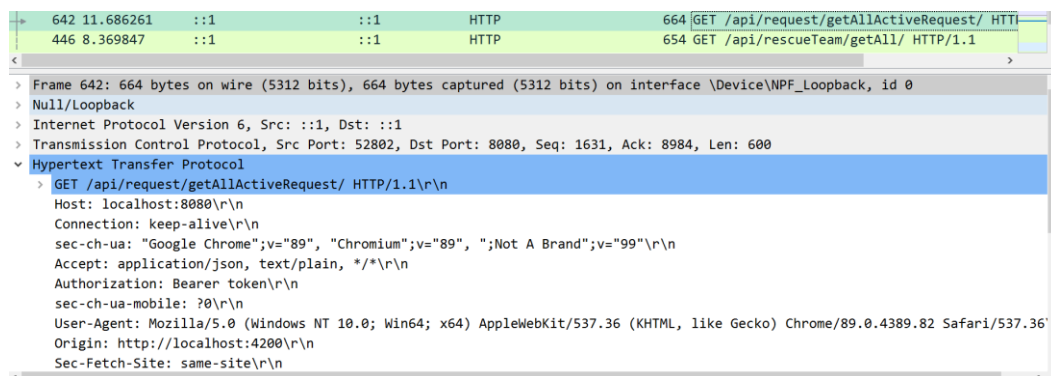 642 11.686261 ::1 ::1 HTTP 664 GET /api/request/getAllActiveRequest/ HTT
446 8.369847 ::1 ::1 HTTP 654 GET /api/rescueTeam/getAll/ HTTP/1.1
Frame 642: 664 bytes on wire (5312 bits), 664 bytes captured (5312 bits) on interface \Device\NPF_Loopback, id 0
Null/Loopback
Internet Protocol Version 6, Src: ::1, Dst: ::1
Transmission Control Protocol, Src Port: 52802, Dst Port: 8080, Seq: 1631, Ack: 8984, Len: 600
Hypertext Transfer Protocol
GET /api/request/getAllActiveRequest/ HTTP/1.1\r\n
Host: localhost:8080\r\n
Connection: keep-alive\r\n
sec-ch-ua: "Google Chrome";v="89", "Chromium";v="89", ";Not A Brand";v="99"\r\n
Accept: application/json, text/plain, */*\r\n
Authorization: Bearer token\r\n
sec-ch-ua-mobile: ?0\r\n
User-Agent: Mozilla/5.0 (Windows NT 10.0; Win64; x64) AppleWebKit/537.36 (KHTML, like Gecko) Chrome/89.0.4389.82 Safari/537.36
Origin: http://localhost:4200\r\n
Sec-Fetch-Site: same-site\r\n